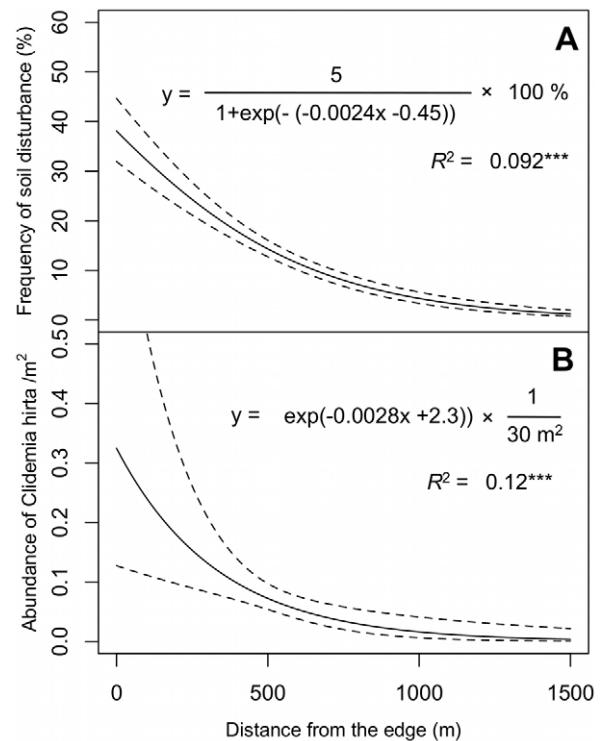 A
Frequency of soil disturbance (%)
60
50
40
30
20
10
0
y = 5 / 1+exp(- (-0.0024x -0.45)) × 100 %
R² = 0.092***
B
Abundance of Clidemia hirta /m²
0.5
0.4
0.3
0.2
0.1
0.0
y = exp(-0.0028x +2.3)) × 1 / 30 m²
R² = 0.12***
0 500 1000 1500
Distance from the edge (m)